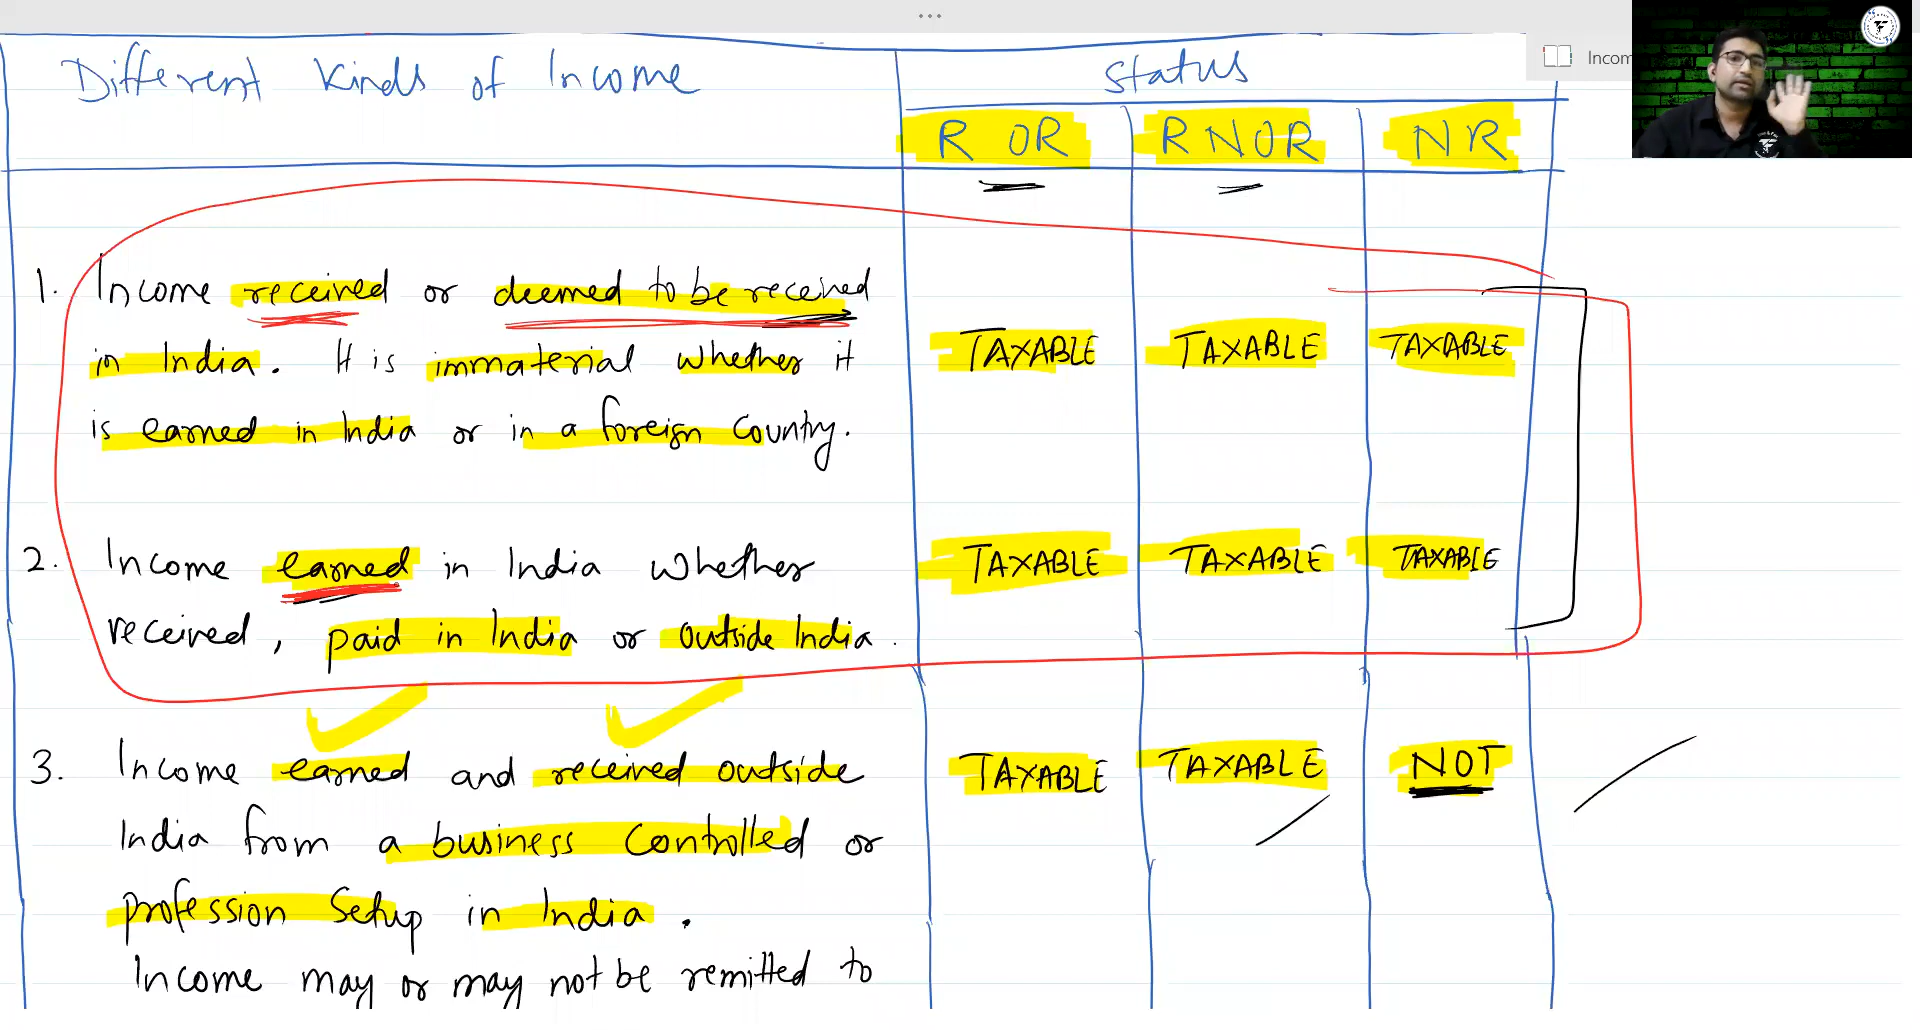 Different Kinds of Income
Status
Incom
R OR
R NOR
NR
1. Income received or deemed to be received
in India. It is immaterial whether it
is earned in India or in a foreign Country.
TAXABLE
TAXABLE
TAXABLE
2. Income earned in India whether
received, paid in India or outside India.
TAXABLE
TAXABLE
TAXABLE
3. Income earned and received outside
India from a business Controlled or
profession Setup in India.
Income may or may not be remitted to
TAXABLE
TAXABLE
NOT